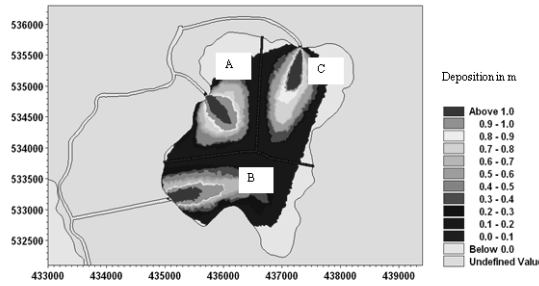 536000
535500
535000
534500
534000
533500
533000
532500
433000 434000 435000 436000 437000 438000 439000
A
C
B
Deposition in m
Above 1.0
0.9 - 1.0
0.8 - 0.9
0.7 - 0.8
0.6 - 0.7
0.5 - 0.6
0.4 - 0.5
0.3 - 0.4
0.2 - 0.3
0.1 - 0.2
0.0 - 0.1
Below 0.0
Undefined Value